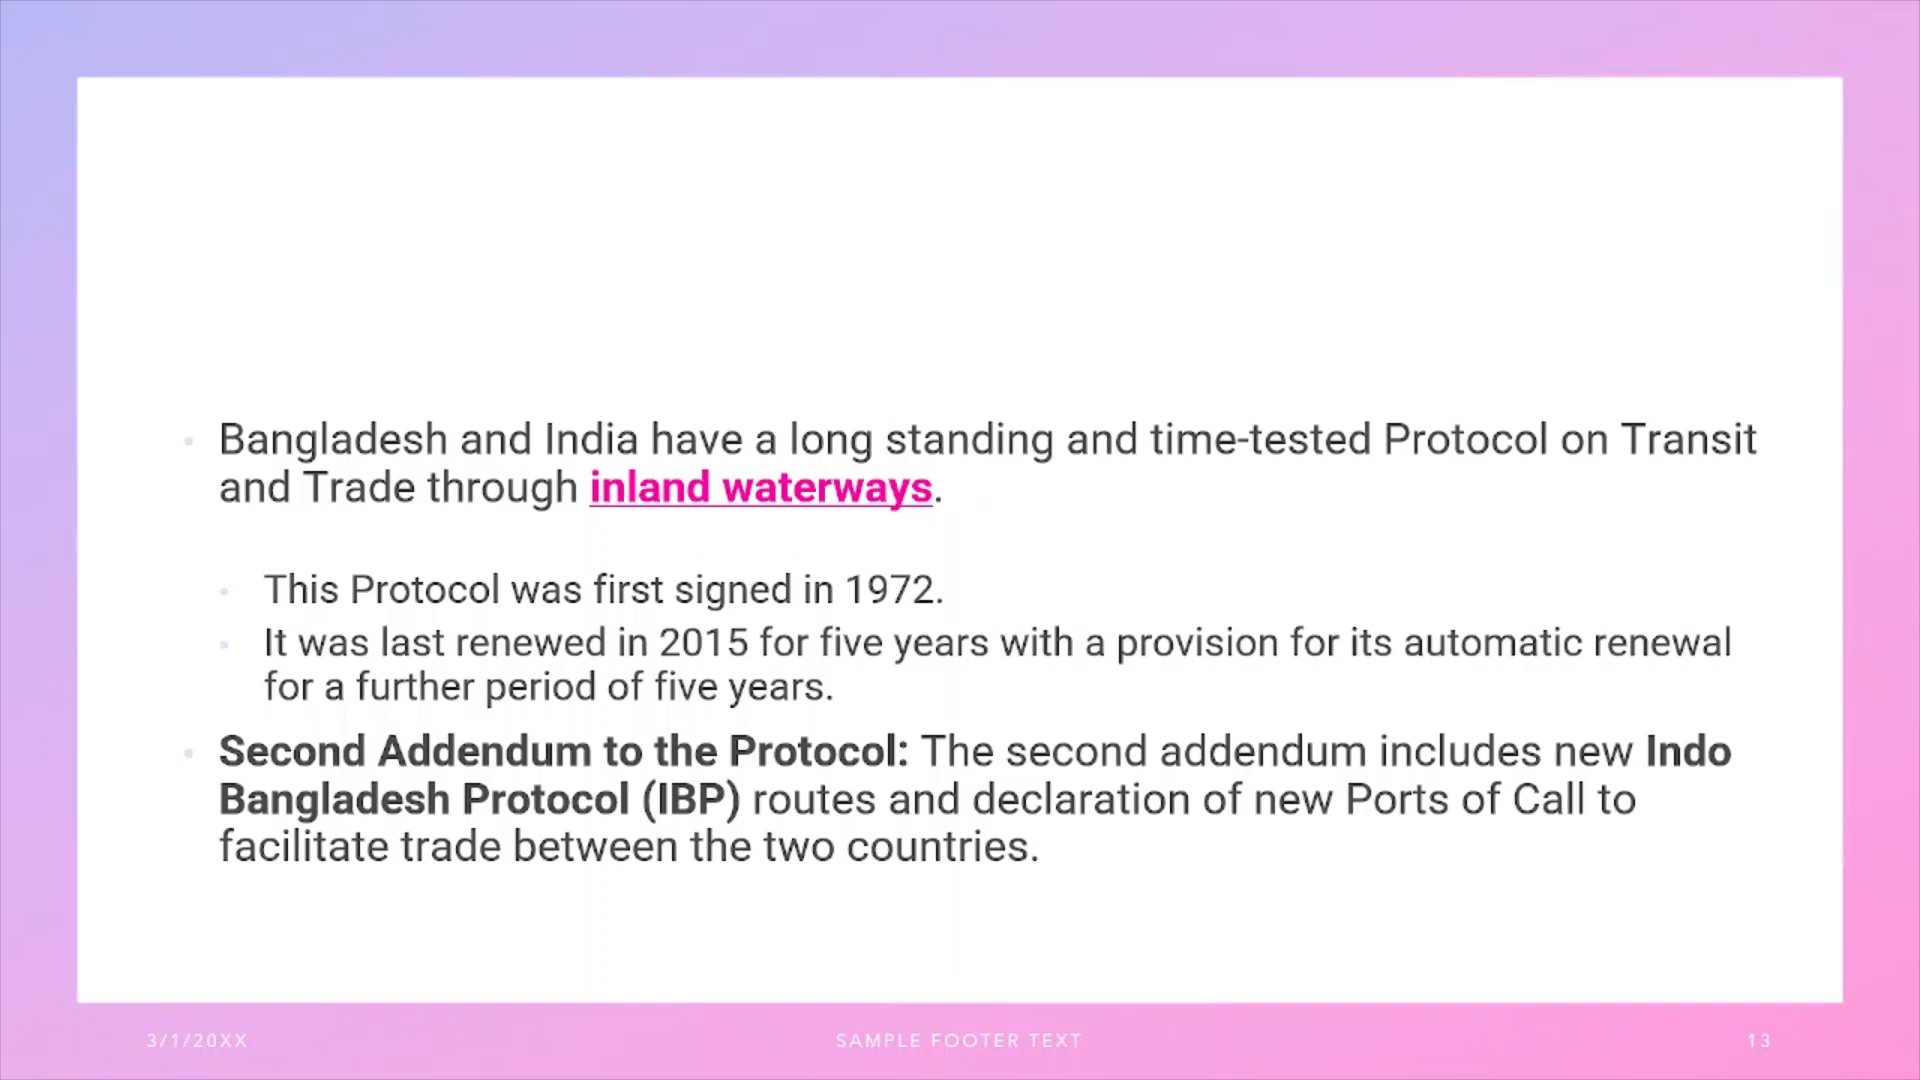 Bangladesh and India have a long standing and time-tested Protocol on Transit
and Trade through inland waterways.
This Protocol was first signed in 1972.
It was last renewed in 2015 for five years with a provision for its automatic renewal
for a further period of five years.
Second Addendum to the Protocol: The second addendum includes new Indo
Bangladesh Protocol (IBP) routes and declaration of new Ports of Call to
facilitate trade between the two countries.
3/1/20XX
SAMPLE FOOTER TEXT
13